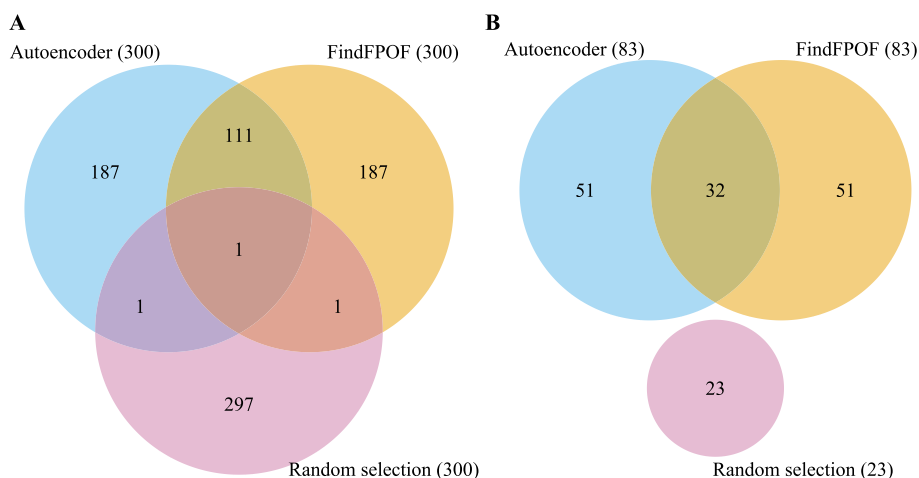 A
Autoencoder (300)
FindFPOF (300)
111
187
187
1
1
1
297
Random selection (300)
B
Autoencoder (83)
FindFPOF (83)
51
32
51
23
Random selection (23)